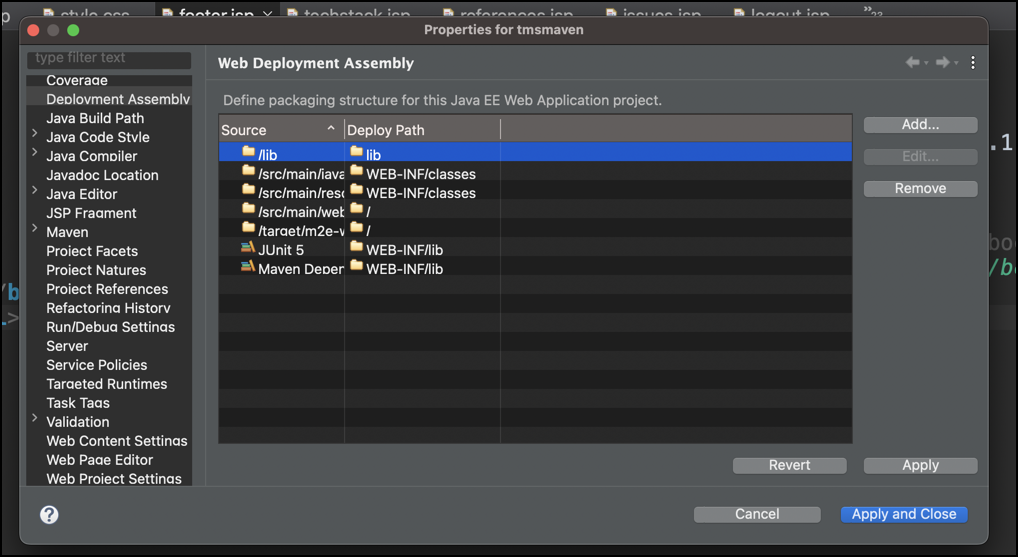 style.css
footer.jsp
techstack.jsp
references.jsp
issues.jsp
logout.jsp
»23
Properties for tmsmaven
type filter text
Coverage
Deployment Assembly
Java Build Path
Java Code Style
Java Compiler
Javadoc Location
Java Editor
JSP Fragment
Maven
Project Facets
Project Natures
Project References
Refactoring History
Run/Debug Settings
Server
Service Policies
Targeted Runtimes
Task Tags
Validation
Web Content Settings
Web Page Editor
Web Project Settings
Web Deployment Assembly
Define packaging structure for this Java EE Web Application project.
Source Deploy Path
/lib lib
/src/main/java WEB-INF/classes
/src/main/reso WEB-INF/classes
/src/main/web /
/target/m2e-w /
JUnit 5 WEB-INF/lib
Maven Depen WEB-INF/lib
Add...
Edit...
Remove
Revert
Apply
Cancel
Apply and Close
.1
boo
/bo
/b